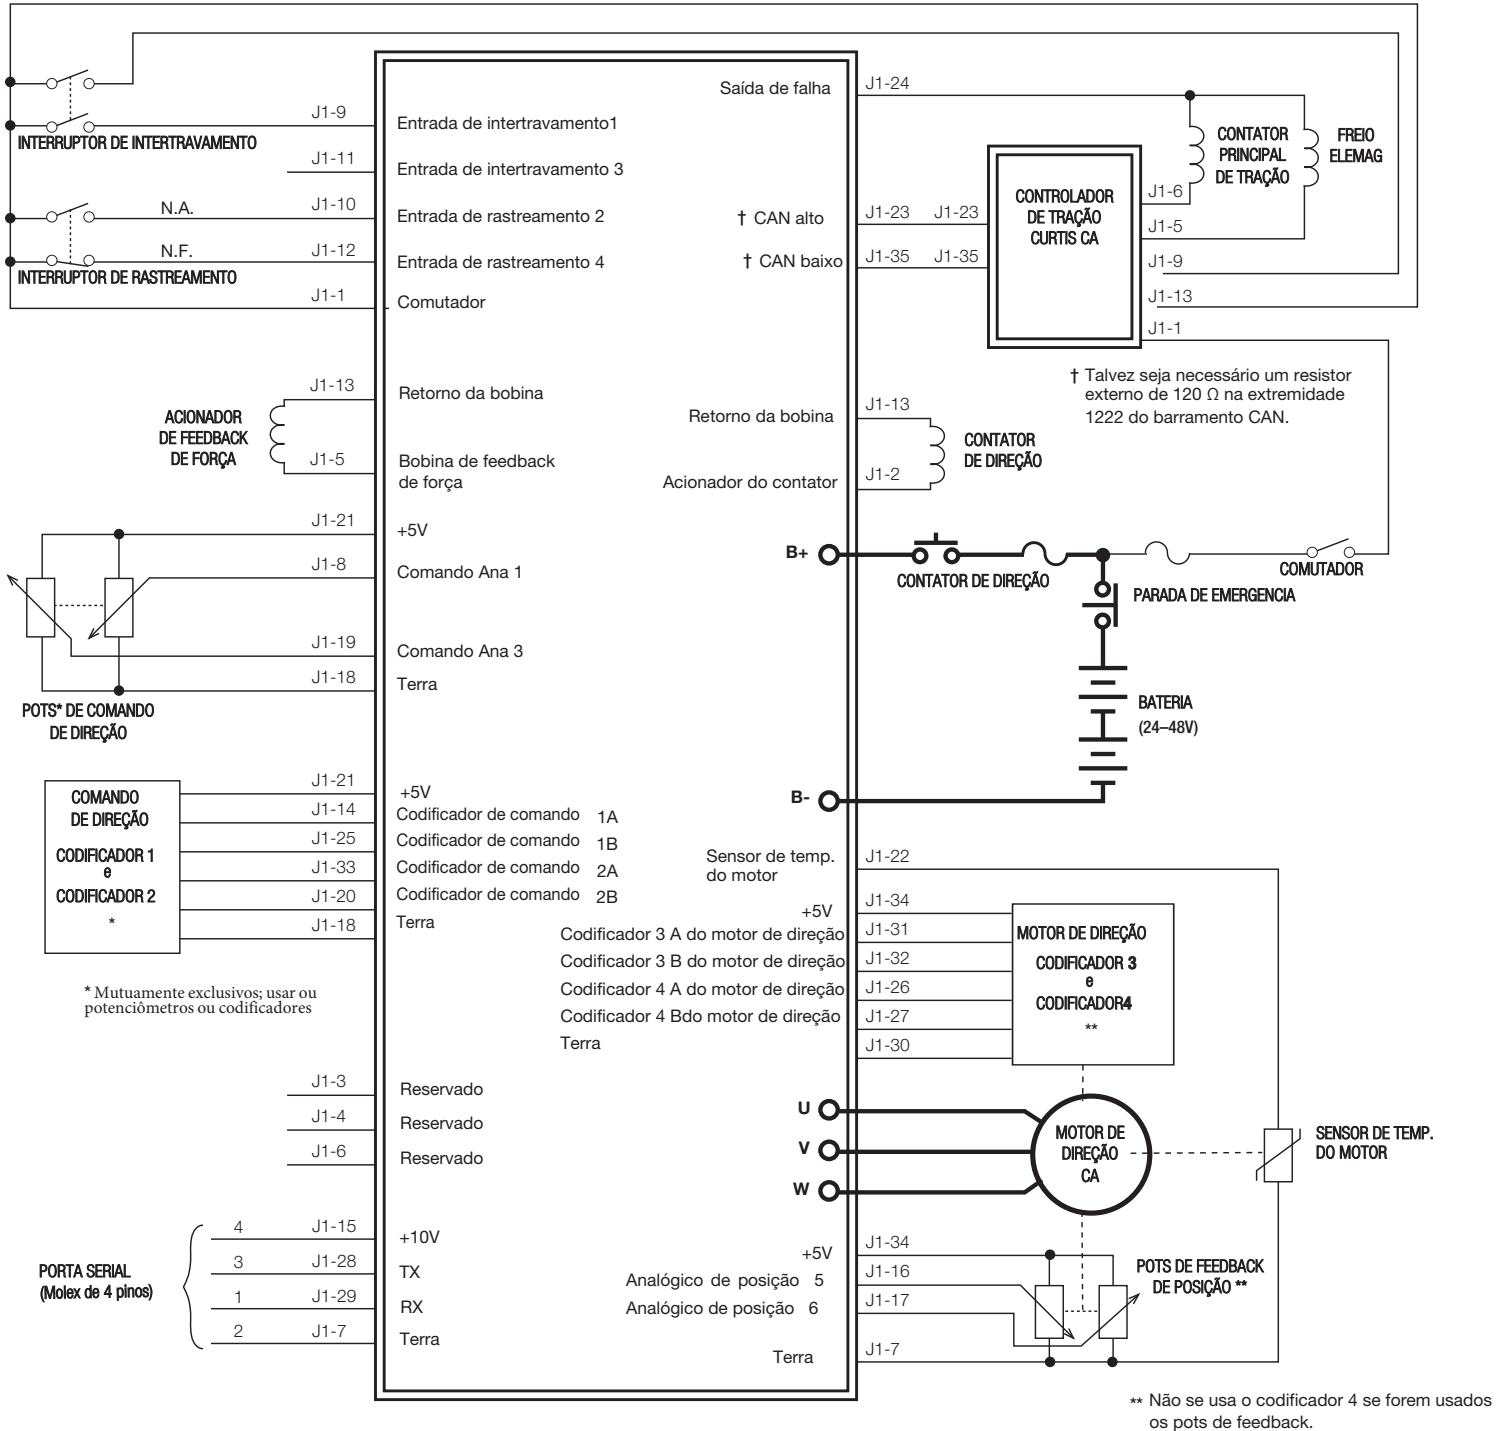 J1-9
Entrada de intertravamento1
INTERRUPTOR DE INTERTRAVAMENTO
J1-11
Entrada de intertravamento 3
N.A.
J1-10
Entrada de rastreamento 2
N.F.
J1-12
Entrada de rastreamento 4
INTERRUPTOR DE RASTREAMENTO
J1-1
Comutador
J1-13
Retorno da bobina
ACIONADOR
DE FEEDBACK
DE FORÇA
J1-5
Bobina de feedback
de força
J1-21
+5V
J1-8
Comando Ana 1
J1-19
Comando Ana 3
J1-18
Terra
POTS* DE COMANDO
DE DIREÇÃO
COMANDO
DE DIREÇÃO
CODIFICADOR 1
e
CODIFICADOR 2
*
J1-21
+5V
J1-14
Codificador de comando 1A
J1-25
Codificador de comando 1B
J1-33
Codificador de comando 2A
J1-20
Codificador de comando 2B
J1-18
Terra
* Mutuamente exclusivos; usar ou
potenciômetros ou codificadores
J1-3
Reservado
J1-4
Reservado
J1-6
Reservado
PORTA SERIAL
(Molex de 4 pinos)
4 J1-15
+10V
3 J1-28
TX
1 J1-29
RX
2 J1-7
Terra
Saída de falha
J1-24
CONTATOR
PRINCIPAL
DE TRAÇÃO
FREIO
ELEMAG
CONTROLADOR
DE TRAÇÃO
CURTIS CA
J1-6
J1-5
J1-9
J1-13
J1-1
† CAN alto
J1-23 J1-23
† CAN baixo
J1-35 J1-35
† Talvez seja necessário um resistor
externo de 120 Ω na extremidade
1222 do barramento CAN.
Retorno da bobina
J1-13
CONTATOR
DE DIREÇÃO
Acionador do contator
J1-2
B+
CONTATOR DE DIREÇÃO
COMUTADOR
PARADA DE EMERGENCIA
BATERIA
(24–48V)
B-
Sensor de temp.
do motor
J1-22
+5V
J1-34
Codificador 3 A do motor de direção
J1-31
Codificador 3 B do motor de direção
J1-32
Codificador 4 A do motor de direção
J1-26
Codificador 4 Bdo motor de direção
J1-27
Terra
J1-30
MOTOR DE DIREÇÃO
CODIFICADOR 3
e
CODIFICADOR4
**
U
V
W
MOTOR DE
DIREÇÃO
CA
SENSOR DE TEMP.
DO MOTOR
+5V
J1-34
Analógico de posição 5
J1-16
Analógico de posição 6
J1-17
Terra
J1-7
POTS DE FEEDBACK
DE POSIÇÃO **
** Não se usa o codificador 4 se forem usados
os pots de feedback.